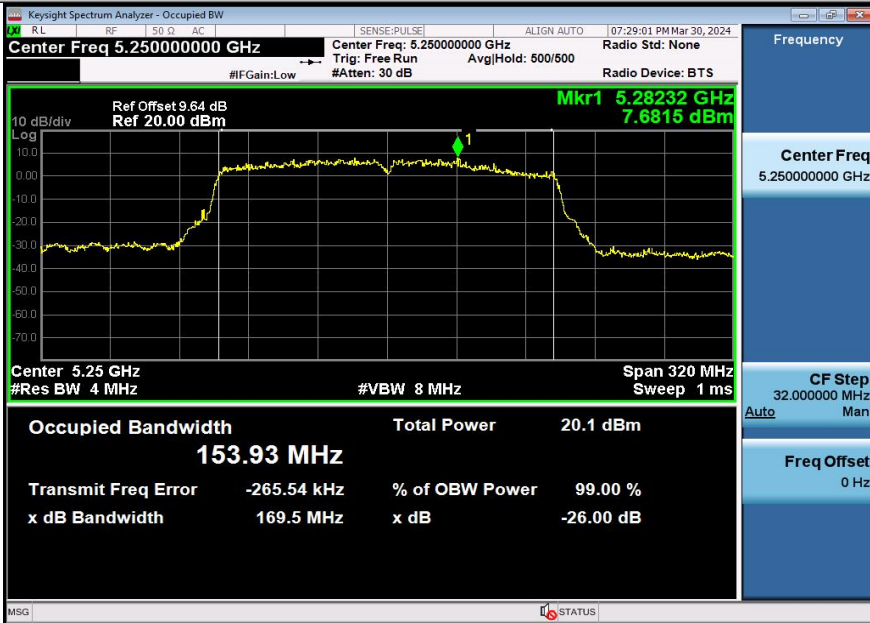 Keysight Spectrum Analyzer - Occupied BW
LXI RL RF 50 Ω AC SENSE:PULSE ALIGN AUTO 07:29:01 PM Mar 30, 2024
Center Freq 5.250000000 GHz
Center Freq: 5.250000000 GHz Radio Std: None
Trig: Free Run Avg|Hold: 500/500
#IFGain:Low #Atten: 30 dB Radio Device: BTS
Ref Offset 9.64 dB Mkr1 5.28232 GHz
10 dB/div Ref 20.00 dBm 7.6815 dBm
Log
1
10.0
0.00
-10.0
-20.0
-30.0
-40.0
-50.0
-60.0
-70.0
Center 5.25 GHz Span 320 MHz
#Res BW 4 MHz #VBW 8 MHz Sweep 1 ms
Occupied Bandwidth Total Power 20.1 dBm
153.93 MHz
Transmit Freq Error -265.54 kHz % of OBW Power 99.00 %
x dB Bandwidth 169.5 MHz x dB -26.00 dB
Frequency
Center Freq
5.250000000 GHz
CF Step
32.000000 MHz
Auto Man
Freq Offset
0 Hz
MSG STATUS